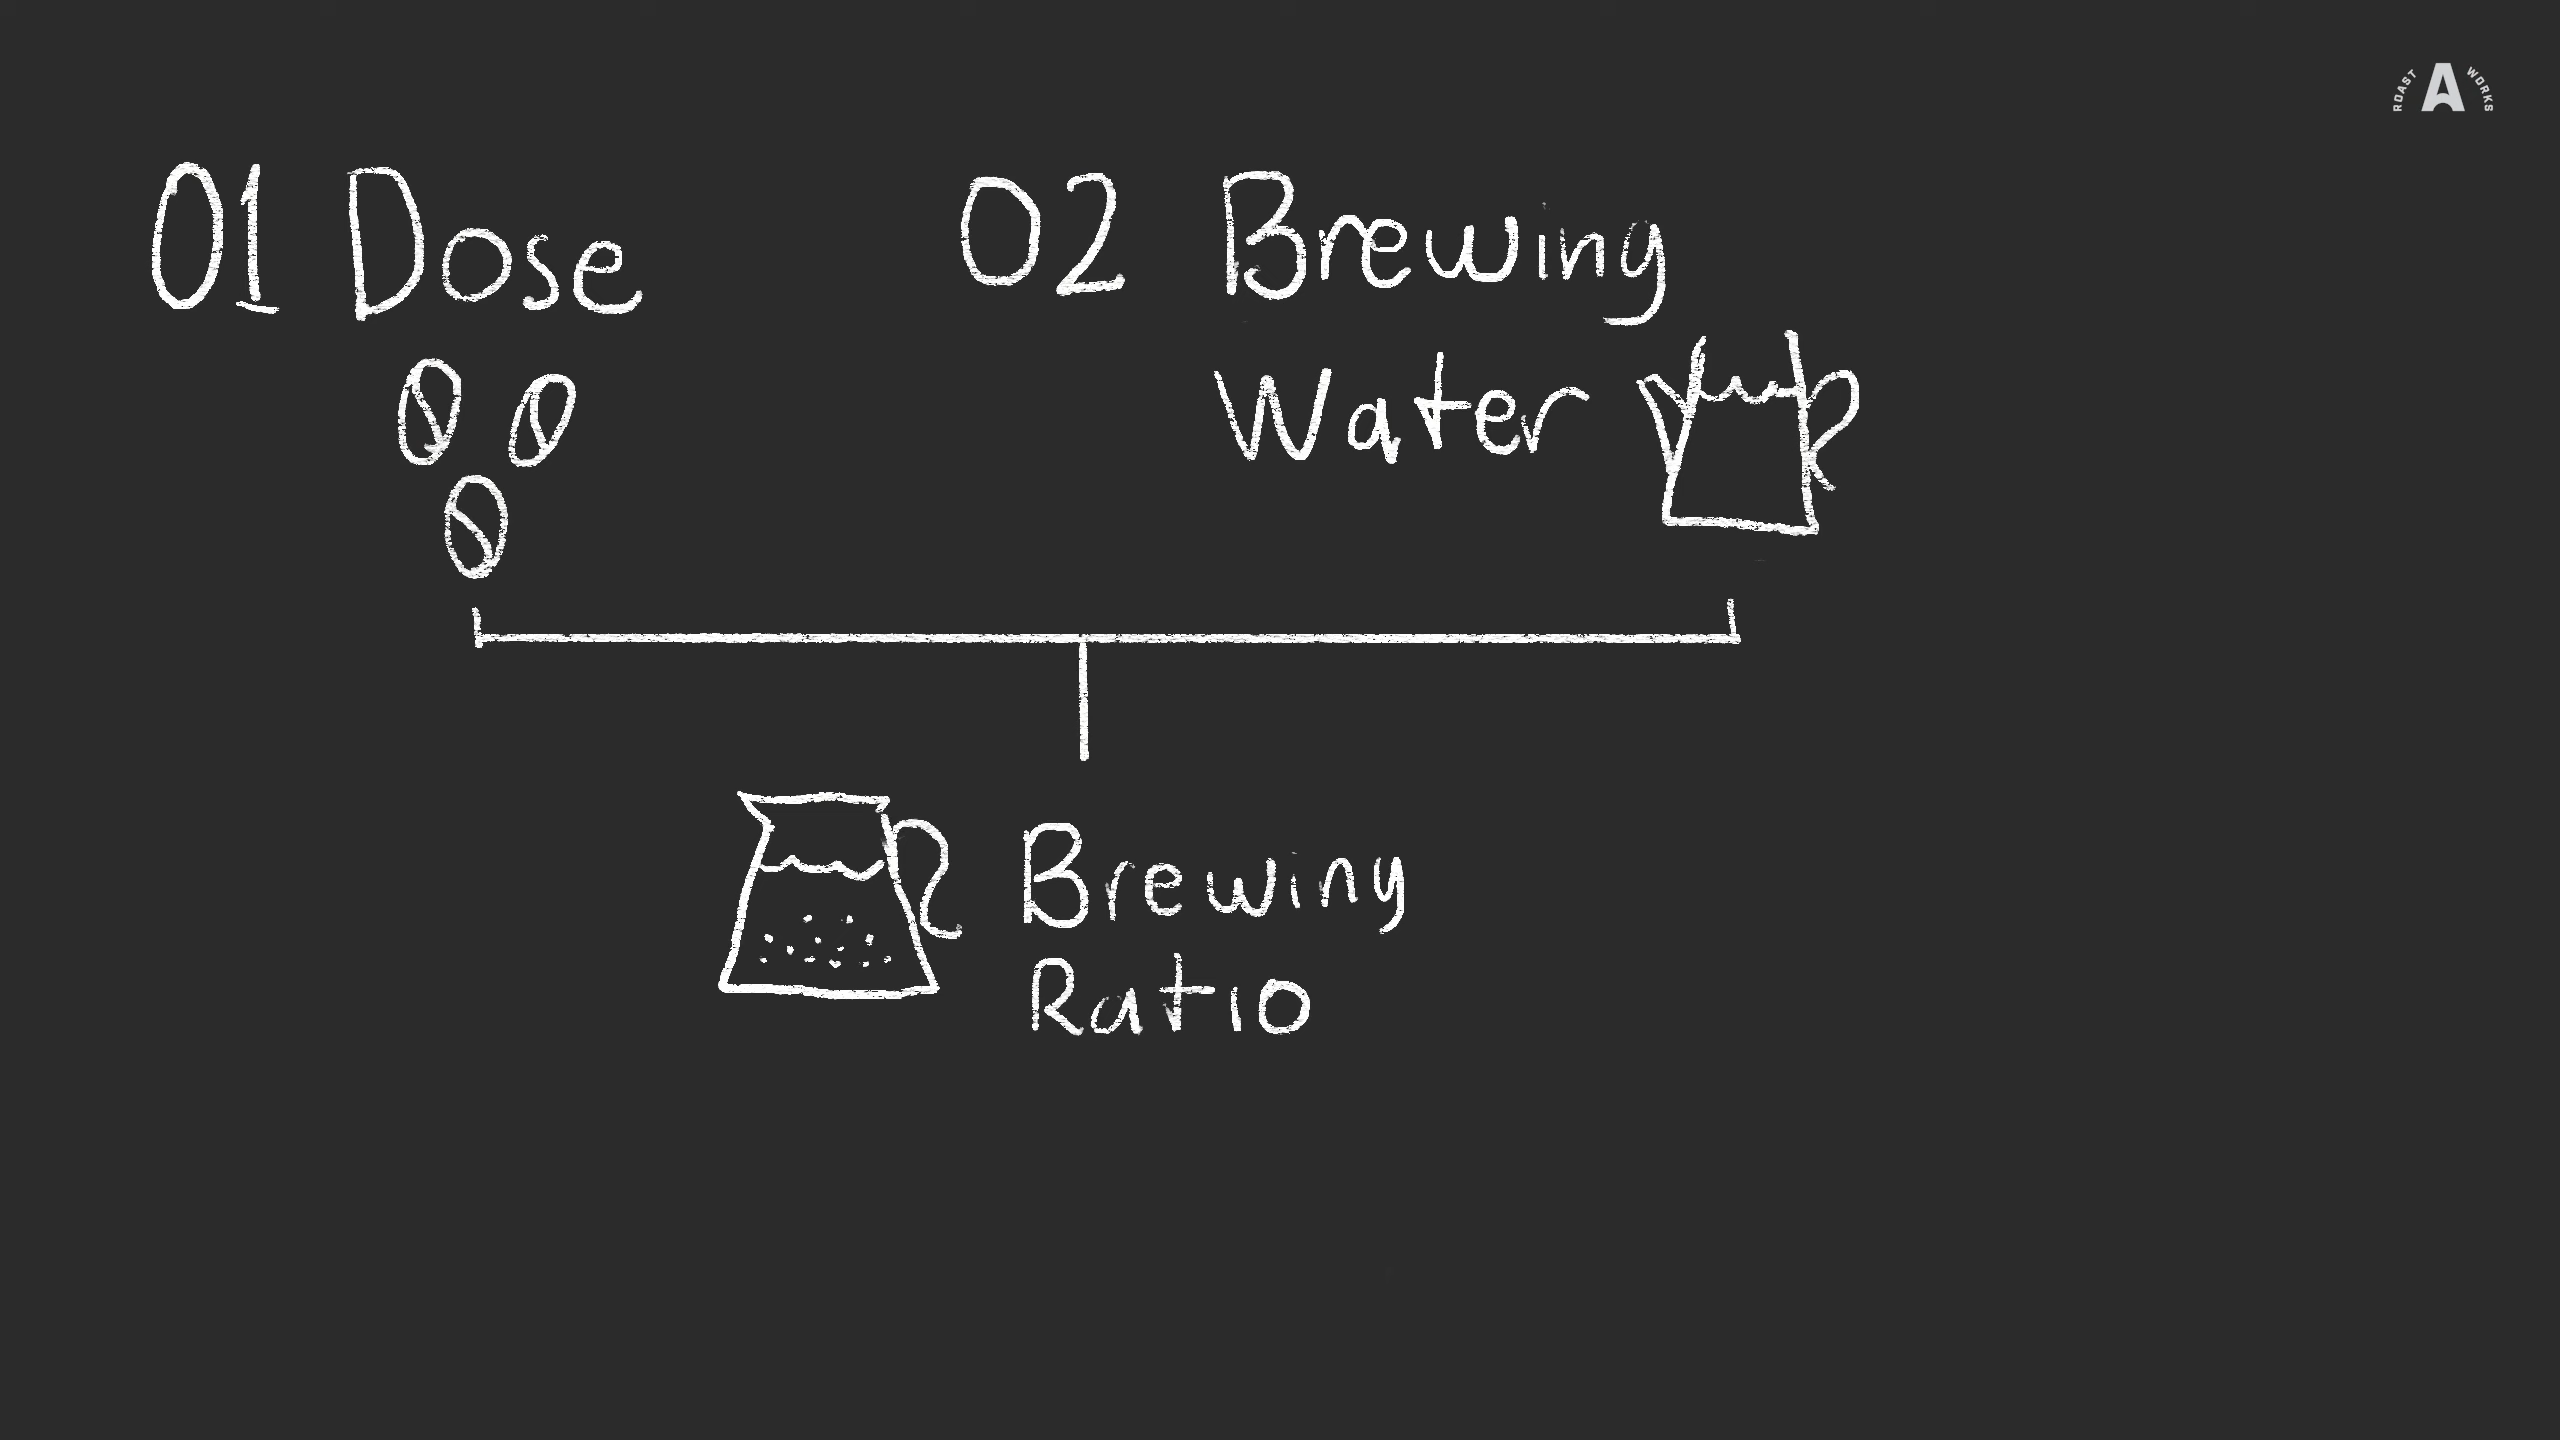 ROAST A WORKS
01 Dose
02 Brewing
Water
Brewing
Ratio